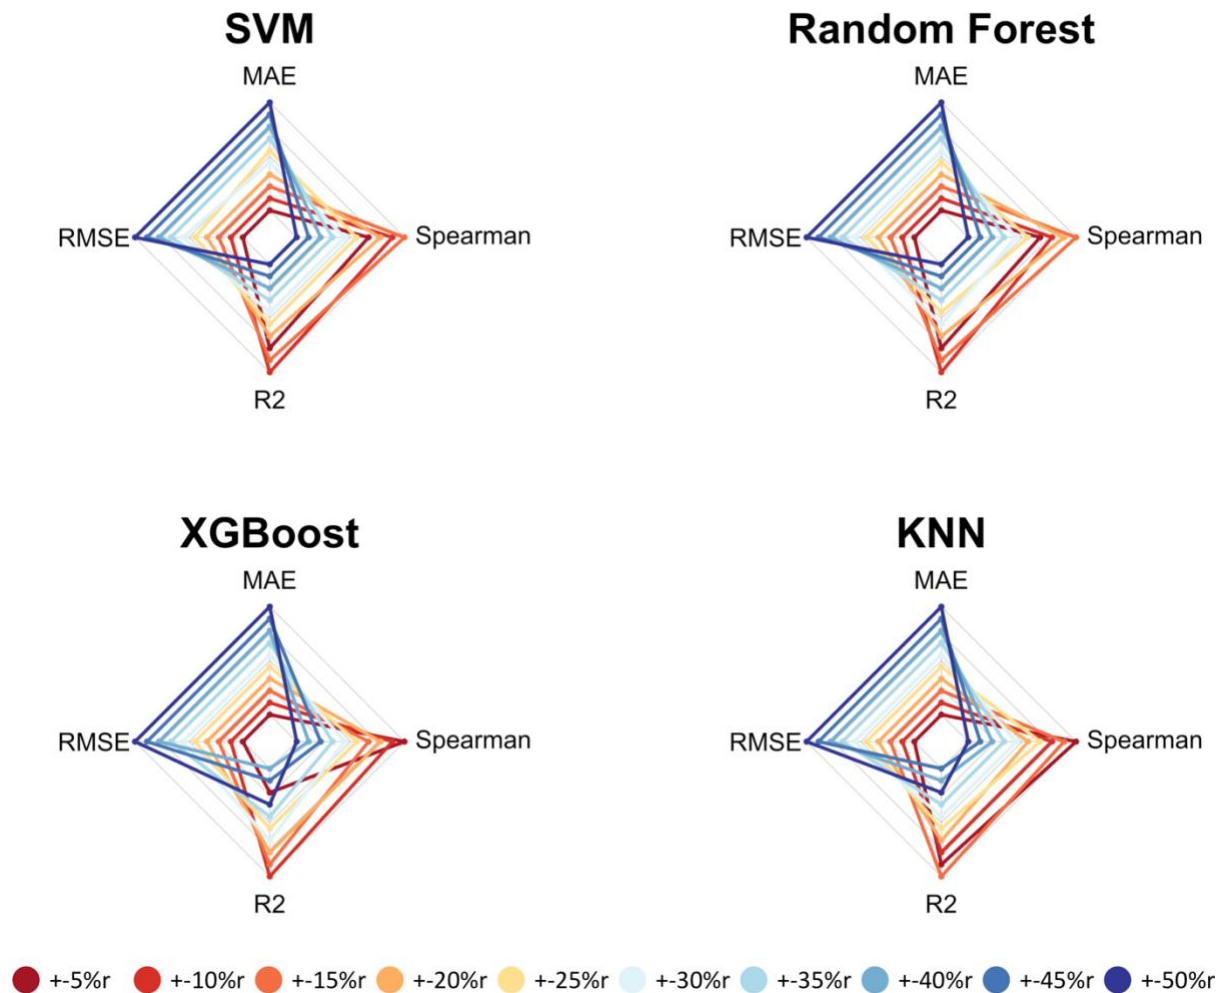 SVM
MAE
RMSE
Spearman
R2
Random Forest
MAE
RMSE
Spearman
R2
XGBoost
MAE
RMSE
Spearman
R2
KNN
MAE
RMSE
Spearman
R2
+-5%r +-10%r +-15%r +-20%r +-25%r +-30%r +-35%r +-40%r +-45%r +-50%r